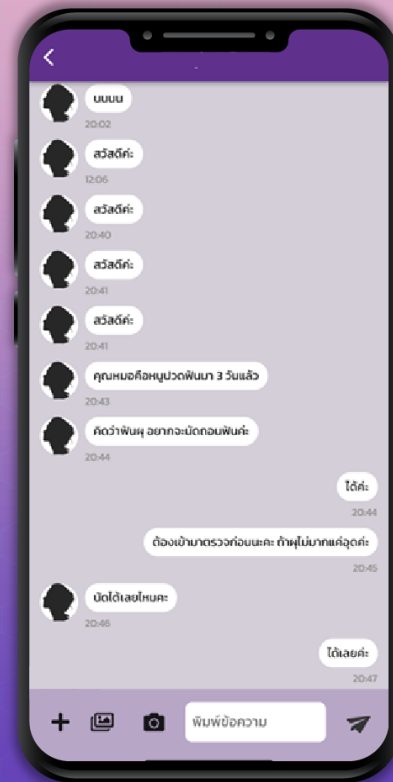 บบบบ
20:02
สวัสดีค่ะ
12:06
สวัสดีค่ะ
20:40
สวัสดีค่ะ
20:41
สวัสดีค่ะ
20:41
คุณหมอคือหนูปวดฟันมา 3 วันแล้ว
20:43
คิดว่าฟันผุ อยากจะนัดถอนฟันค่ะ
20:44
ได้ค่ะ
20:44
ต้องเข้ามาตรวจก่อนนะคะ ถ้าผุไม่มากแค่อุดค่ะ
20:45
นัดได้เลยไหมคะ
20:46
ได้เลยค่ะ
20:47
พิมพ์ข้อความ